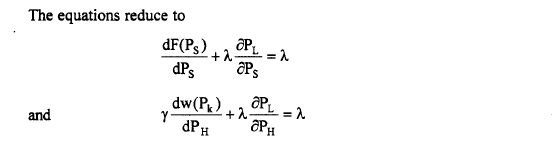 The equations reduce to
dF(P_S)/dP_S + λ ∂P_L/∂P_S = λ
and γ dw(P_k)/dP_H + λ ∂P_L/∂P_H = λ